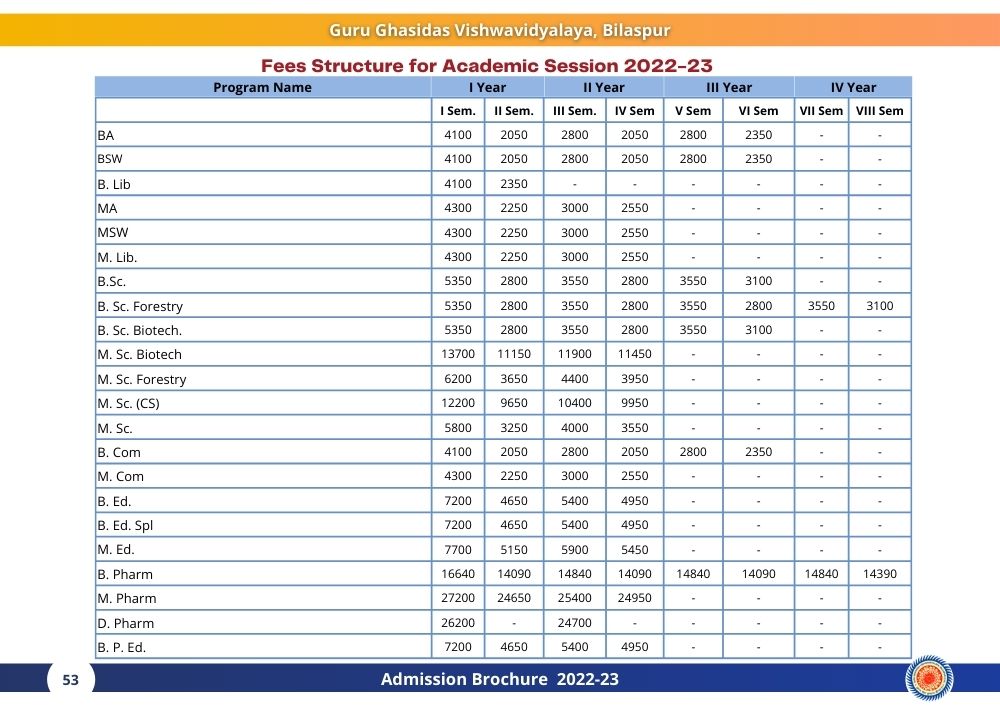 Guru Ghasidas Vishwavidyalaya, Bilaspur
Fees Structure for Academic Session 2022-23
Program Name I Year II Year III Year IV Year
I Sem. II Sem. III Sem. IV Sem V Sem VI Sem VII Sem VIII Sem
BA 4100 2050 2800 2050 2800 2350 - -
BSW 4100 2050 2800 2050 2800 2350 - -
B. Lib 4100 2350 - - - - - -
MA 4300 2250 3000 2550 - - - -
MSW 4300 2250 3000 2550 - - - -
M. Lib. 4300 2250 3000 2550 - - - -
B.Sc. 5350 2800 3550 2800 3550 3100 - -
B. Sc. Forestry 5350 2800 3550 2800 3550 2800 3550 3100
B. Sc. Biotech. 5350 2800 3550 2800 3550 3100 - -
M. Sc. Biotech 13700 11150 11900 11450 - - - -
M. Sc. Forestry 6200 3650 4400 3950 - - - -
M. Sc. (CS) 12200 9650 10400 9950 - - - -
M. Sc. 5800 3250 4000 3550 - - - -
B. Com 4100 2050 2800 2050 2800 2350 - -
M. Com 4300 2250 3000 2550 - - - -
B. Ed. 7200 4650 5400 4950 - - - -
B. Ed. Spl 7200 4650 5400 4950 - - - -
M. Ed. 7700 5150 5900 5450 - - - -
B. Pharm 16640 14090 14840 14090 14840 14090 14840 14390
M. Pharm 27200 24650 25400 24950 - - - -
D. Pharm 26200 - 24700 - - - - -
B. P. Ed. 7200 4650 5400 4950 - - - -
53 Admission Brochure 2022-23